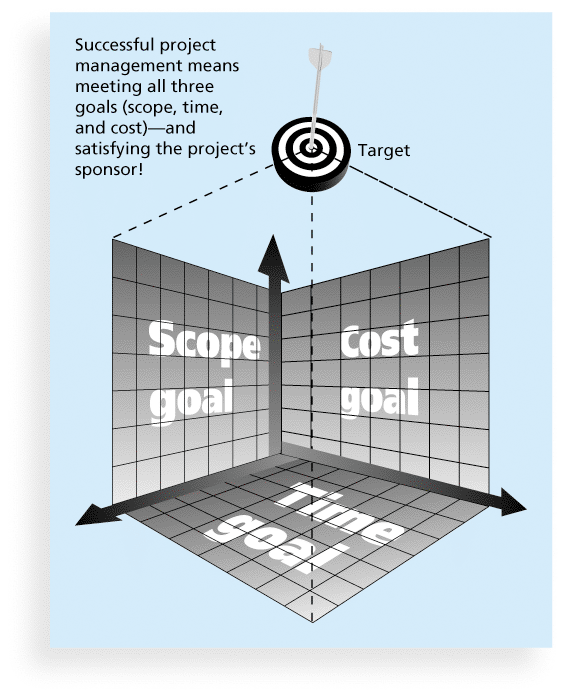 Successful project
management means
meeting all three
goals (scope, time,
and cost)—and
satisfying the project’s
sponsor!
Target
Scope
goal
Cost
goal
Time
goal